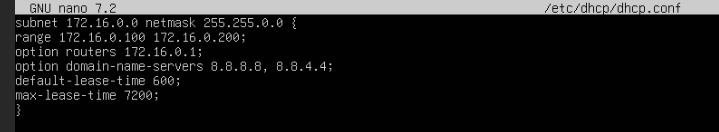 GNU nano 7.2 /etc/dhcp/dhcp.conf
subnet 172.16.0.0 netmask 255.255.0.0 {
range 172.16.0.100 172.16.0.200;
option routers 172.16.0.1;
option domain-name-servers 8.8.8.8, 8.8.4.4;
default-lease-time 600;
max-lease-time 7200;
}